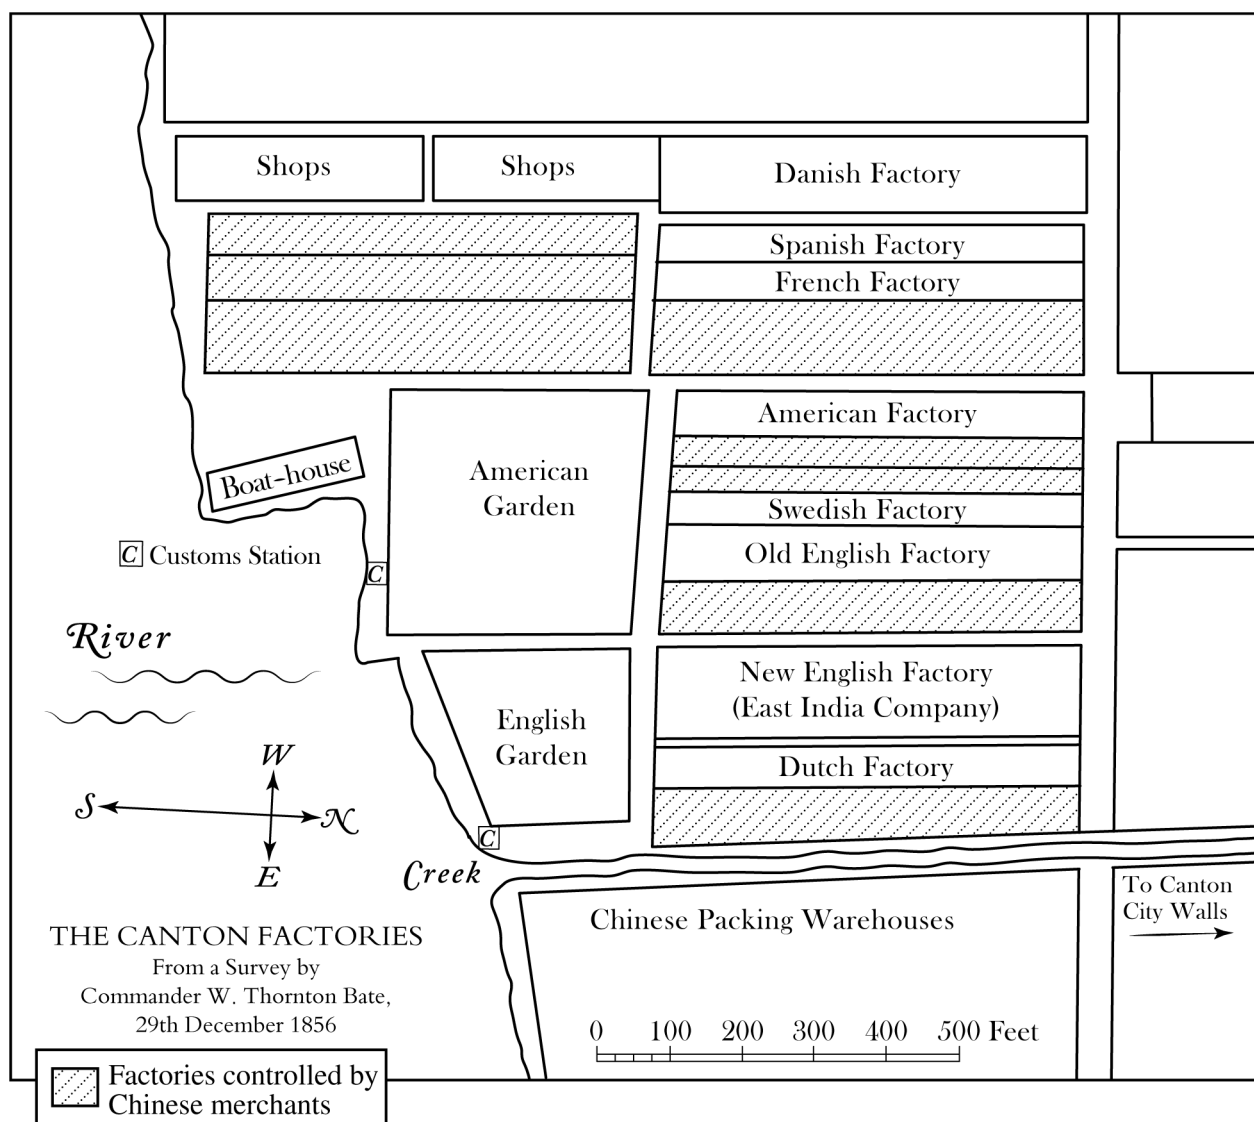 Shops
Shops
Danish Factory
Spanish Factory
French Factory
American Factory
American
Garden
Boat-house
Swedish Factory
C Customs Station
C
Old English Factory
River
New English Factory
(East India Company)
English
Garden
Dutch Factory
W
S
N
E
C
Creek
To Canton
City Walls
Chinese Packing Warehouses
THE CANTON FACTORIES
From a Survey by
Commander W. Thornton Bate,
29th December 1856
0 100 200 300 400 500 Feet
Factories controlled by
Chinese merchants